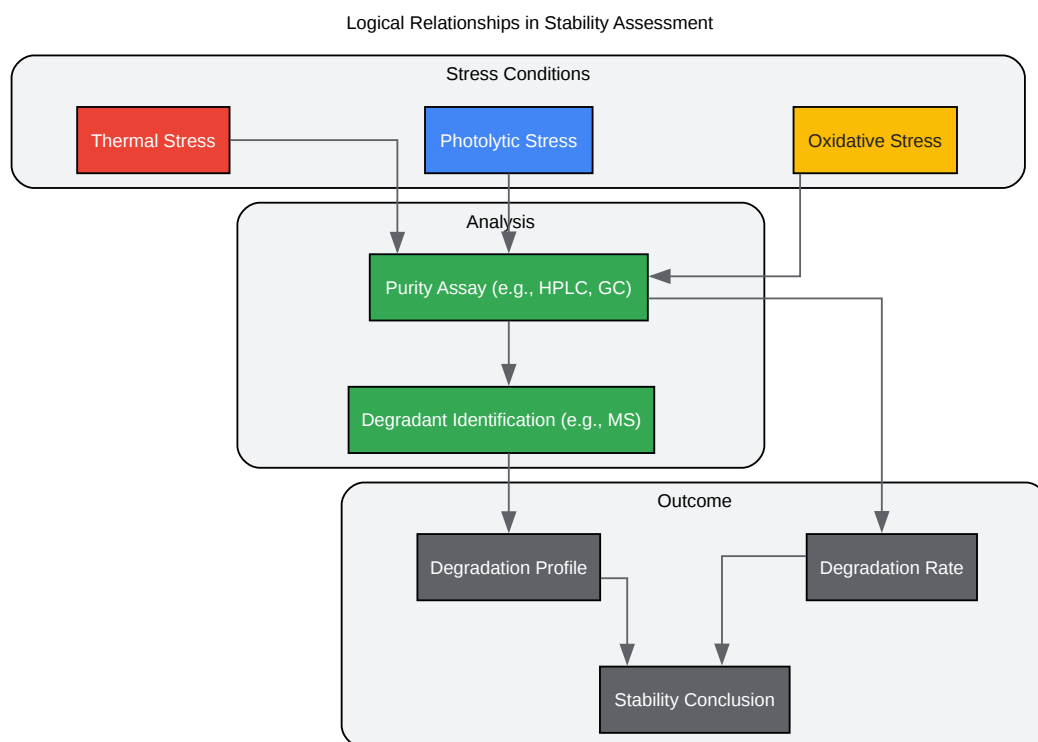 Logical Relationships in Stability Assessment
Stress Conditions
Thermal Stress
Photolytic Stress
Oxidative Stress
Analysis
Purity Assay (e.g., HPLC, GC)
Degradant Identification (e.g., MS)
Outcome
Degradation Profile
Degradation Rate
Stability Conclusion